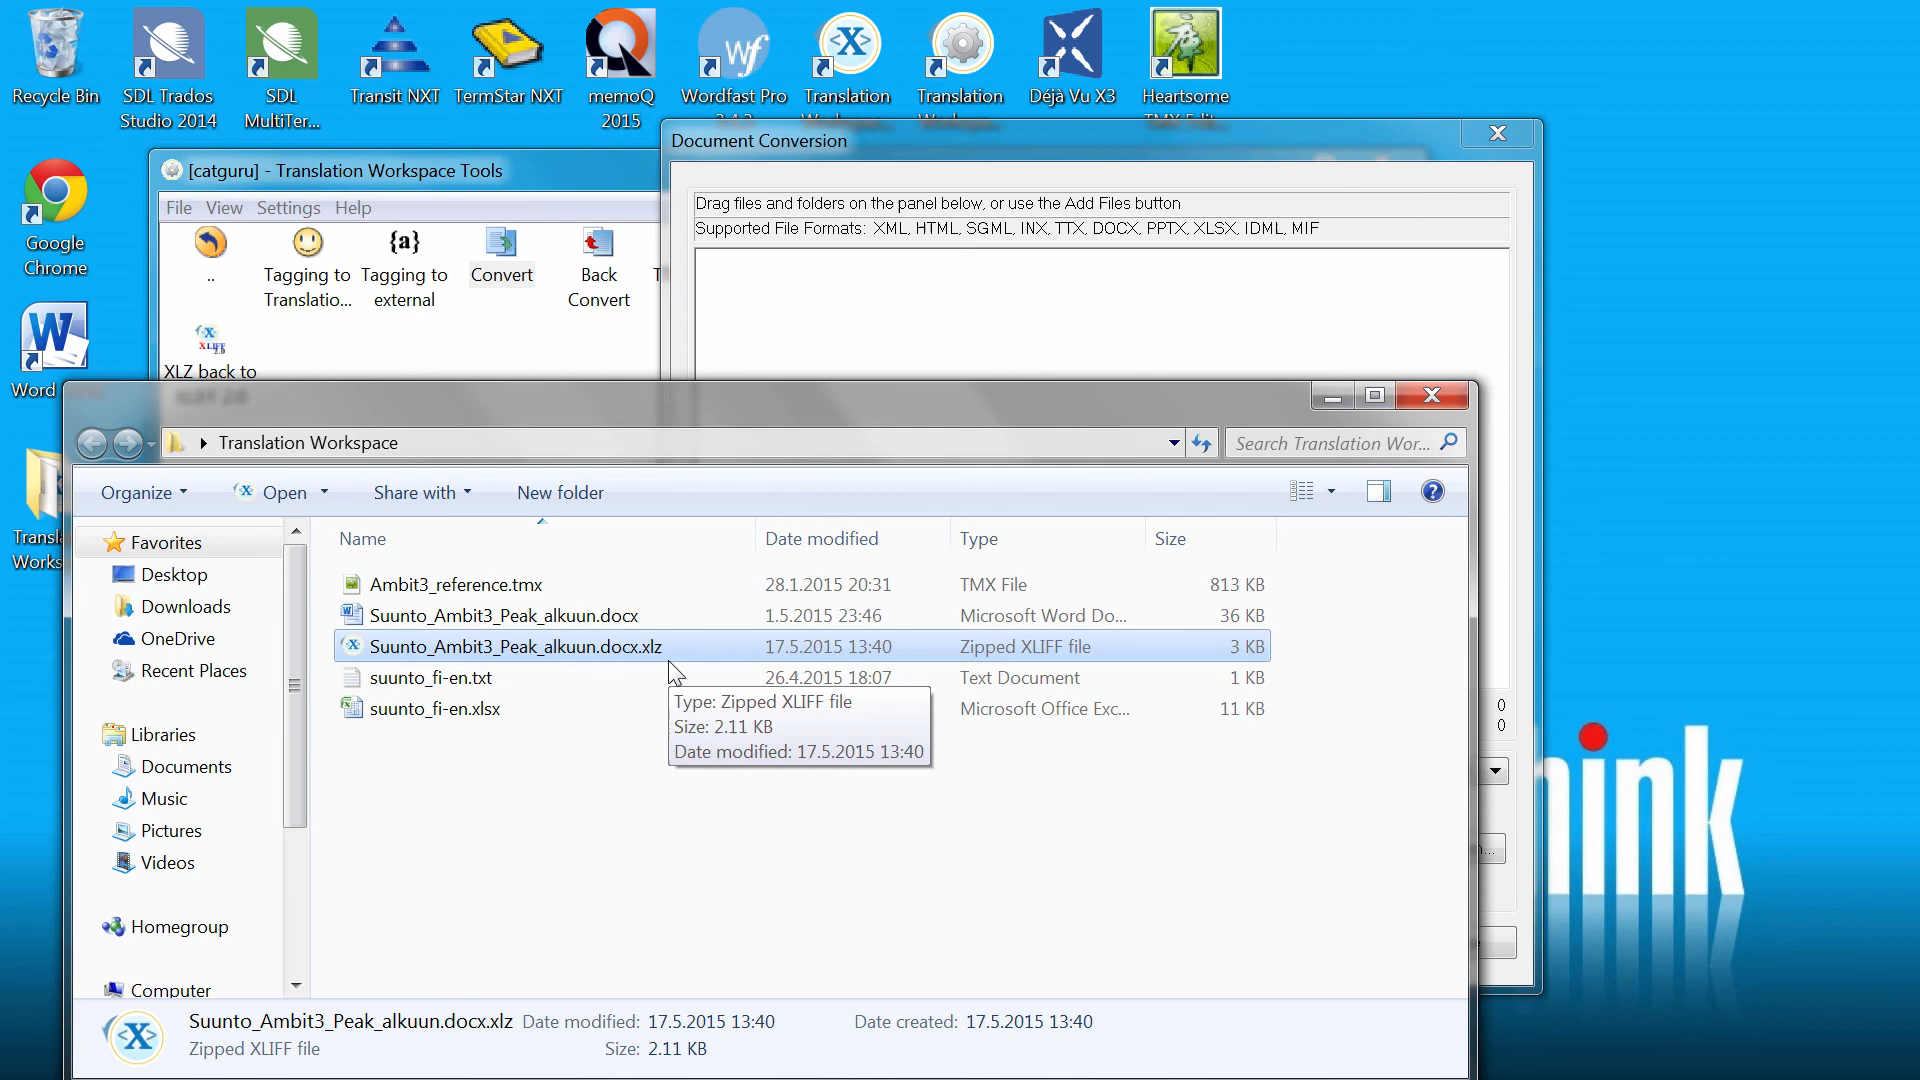 Recycle Bin
SDL Trados
Studio 2014
SDL
MultiTer...
Transit NXT
TermStar NXT
memoQ
2015
Wordfast Pro
Translation
Translation
Déjà Vu X3
Heartsome
Google
Chrome
Word
[catguru] - Translation Workspace Tools
File View Settings Help
..
Tagging to
Translatio...
{a}
Tagging to
external
Convert
Back
Convert
XLIFF
2.0
XLZ back to
Document Conversion
Drag files and folders on the panel below, or use the Add Files button
Supported File Formats: XML, HTML, SGML, INX, TTX, DOCX, PPTX, XLSX, IDML, MIF
0
0
Transl
Works
Translation Workspace
Search Translation Wor...
Organize Open Share with New folder
Favorites
Desktop
Downloads
OneDrive
Recent Places
Libraries
Documents
Music
Pictures
Videos
Homegroup
Computer
Name Date modified Type Size
Ambit3_reference.tmx 28.1.2015 20:31 TMX File 813 KB
Suunto_Ambit3_Peak_alkuun.docx 1.5.2015 23:46 Microsoft Word Do... 36 KB
Suunto_Ambit3_Peak_alkuun.docx.xlz 17.5.2015 13:40 Zipped XLIFF file 3 KB
suunto_fi-en.txt 26.4.2015 18:07 Text Document 1 KB
suunto_fi-en.xlsx Microsoft Office Exc... 11 KB
Type: Zipped XLIFF file
Size: 2.11 KB
Date modified: 17.5.2015 13:40
Suunto_Ambit3_Peak_alkuun.docx.xlz Date modified: 17.5.2015 13:40 Date created: 17.5.2015 13:40
Zipped XLIFF file Size: 2.11 KB
hink